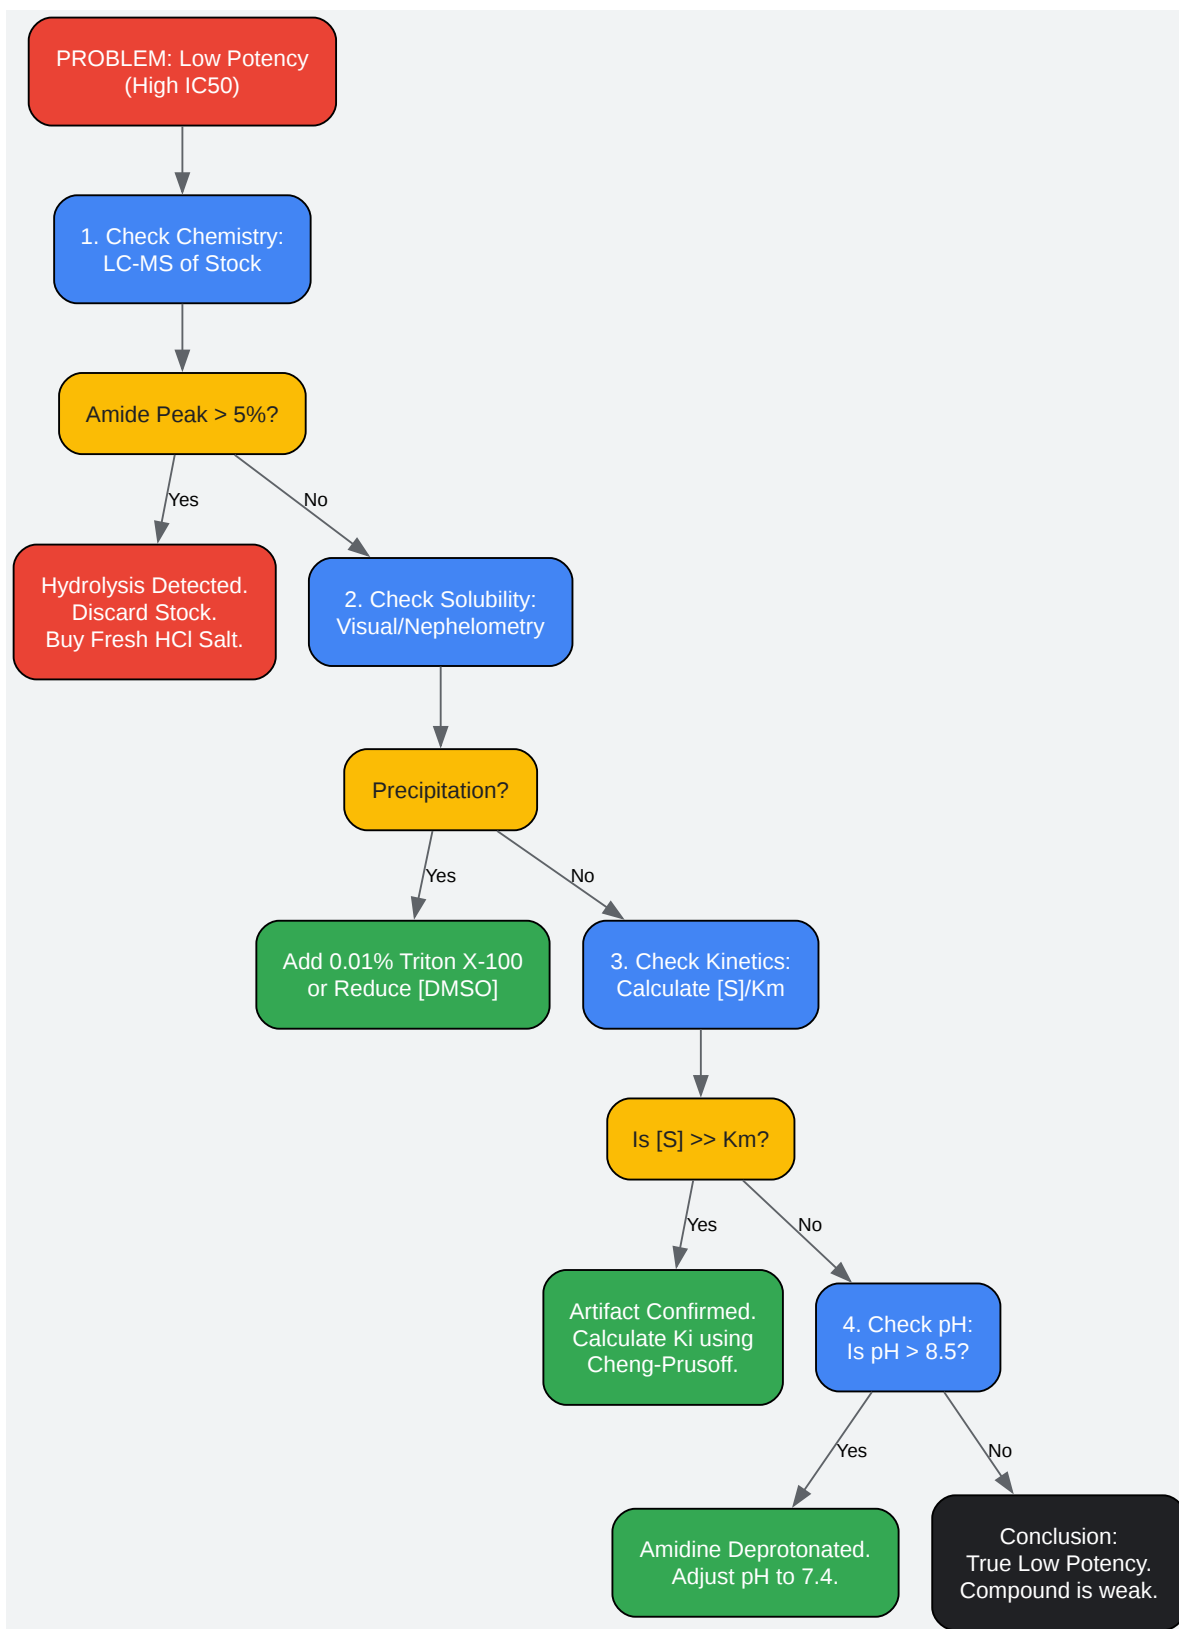 PROBLEM: Low Potency
(High IC50)
1. Check Chemistry:
LC-MS of Stock
Amide Peak > 5%?
Yes
No
Hydrolysis Detected.
Discard Stock.
Buy Fresh HCl Salt.
2. Check Solubility:
Visual/Nephelometry
Precipitation?
Yes
No
Add 0.01% Triton X-100
or Reduce [DMSO]
3. Check Kinetics:
Calculate [S]/Km
Is [S] >> Km?
Yes
No
Artifact Confirmed.
Calculate Ki using
Cheng-Prusoff.
4. Check pH:
Is pH > 8.5?
Yes
No
Amidine Deprotonated.
Adjust pH to 7.4.
Conclusion:
True Low Potency.
Compound is weak.